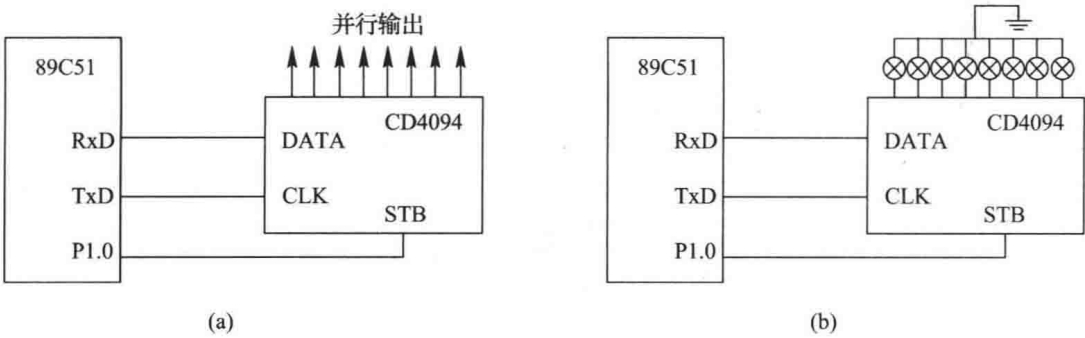 并行输出
89C51
CD4094
RxD
DATA
TxD
CLK
STB
P1.0
(a)
89C51
CD4094
RxD
DATA
TxD
CLK
STB
P1.0
(b)